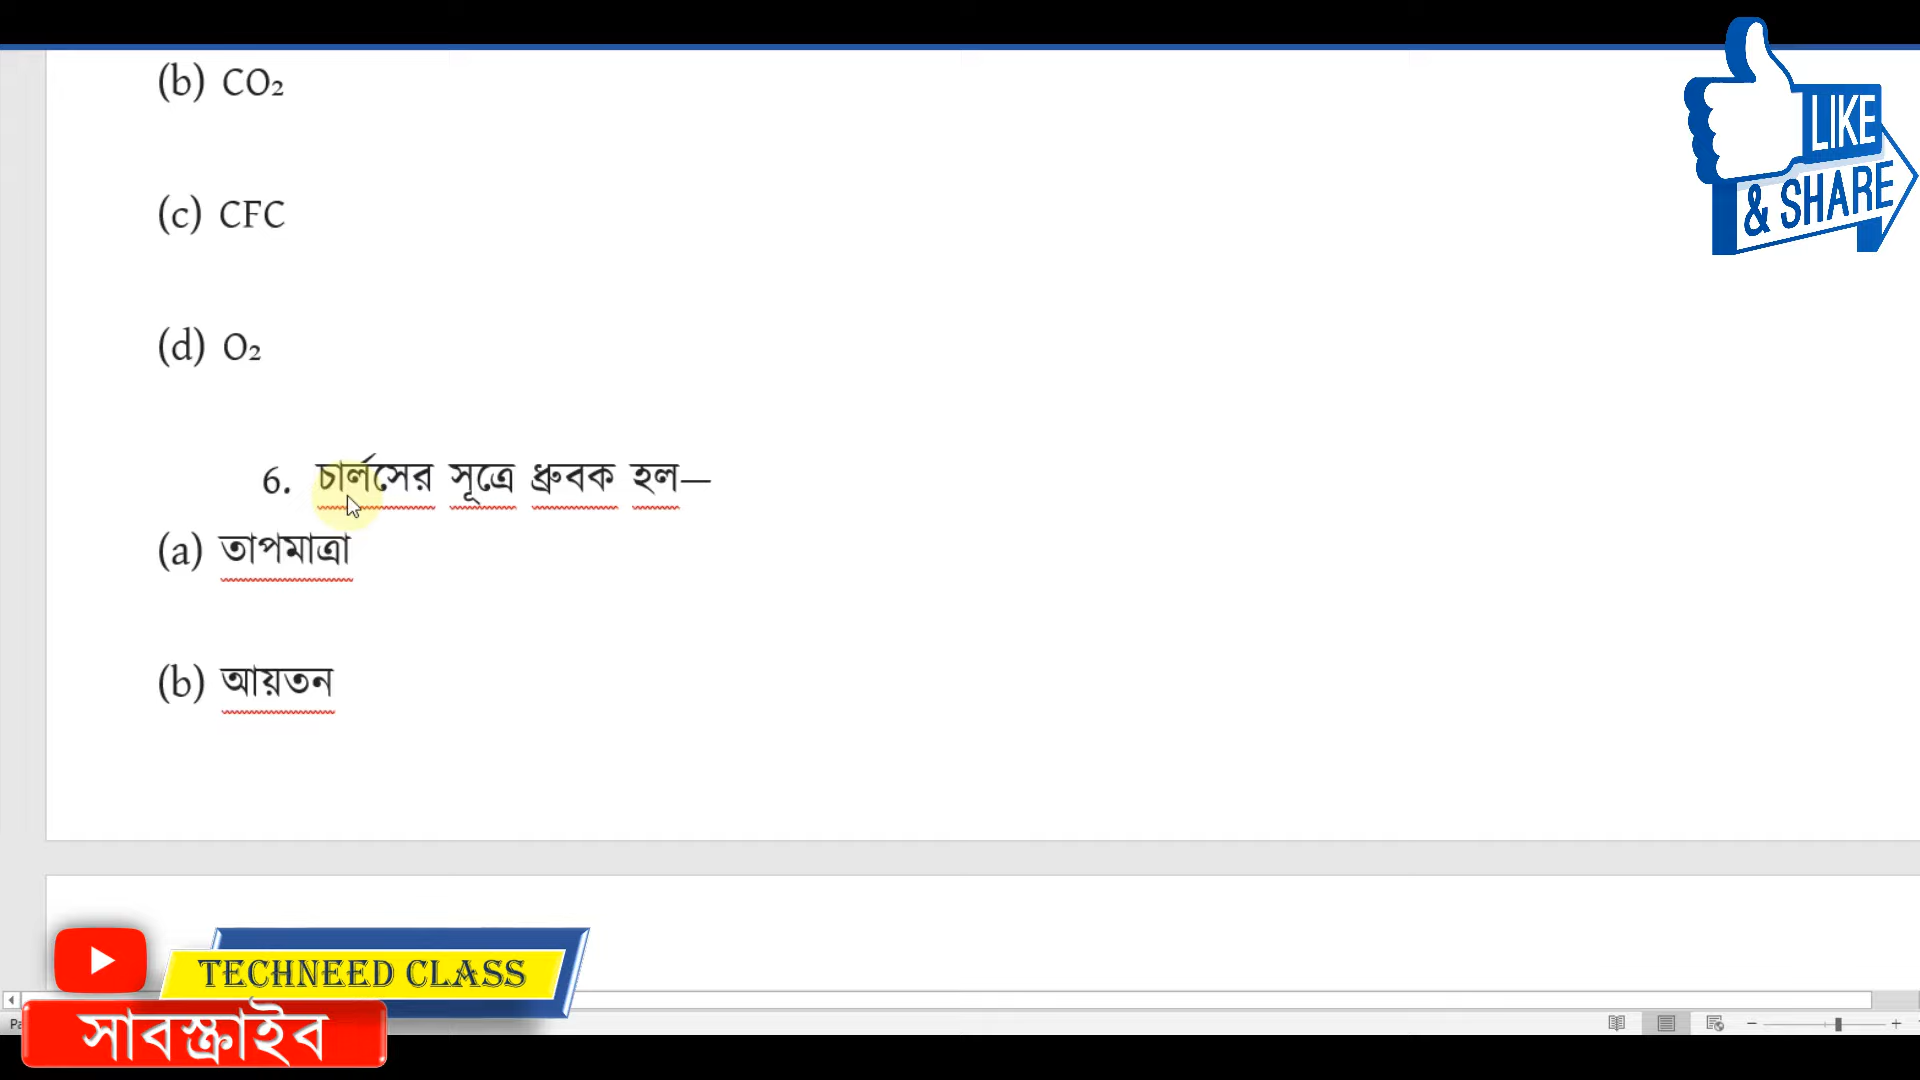 (b) CO₂
LIKE
& SHARE
(c) CFC
(d) O₂
6. চার্লসের সূত্রে ধ্রুবক হল—
(a) তাপমাত্রা
(b) আয়তন
TECHNEED CLASS
সাবস্ক্রাইব